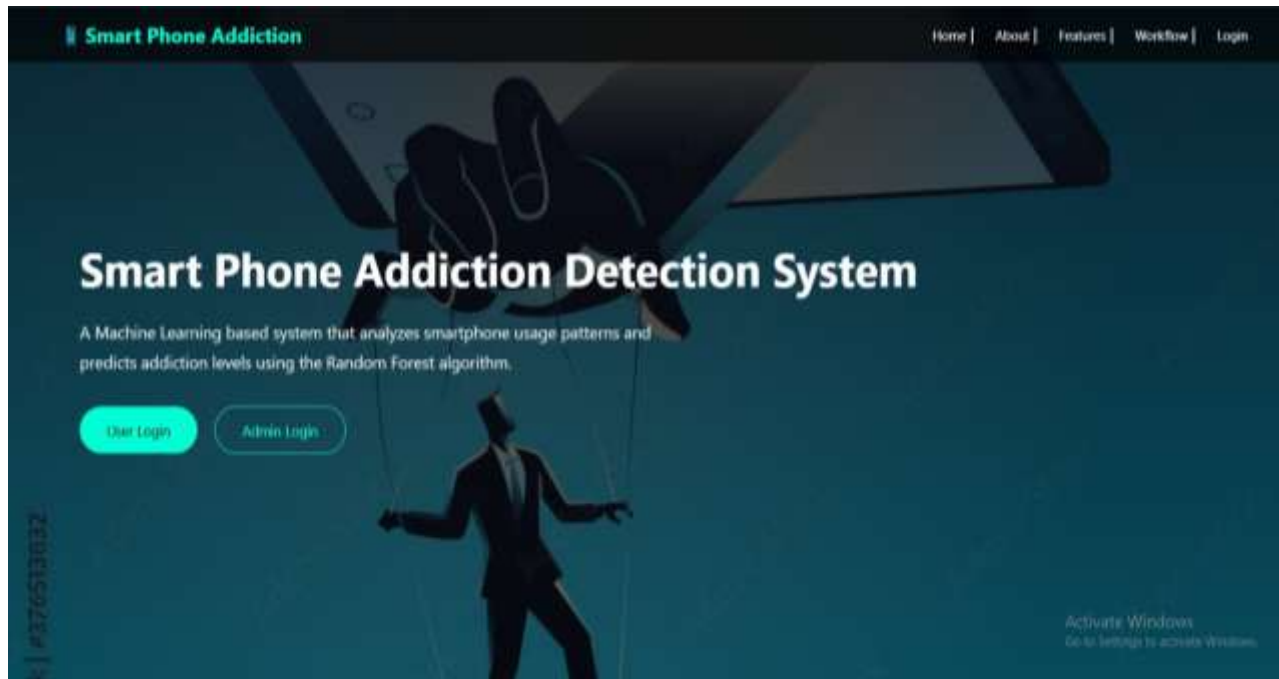 Smart Phone Addiction
Home | About | Features | Workflow | Login
Smart Phone Addiction Detection System
A Machine Learning based system that analyzes smartphone usage patterns and
predicts addiction levels using the Random Forest algorithm.
User Login
Admin Login
#376513632
Activate Windows
Go to Settings to activate Windows.